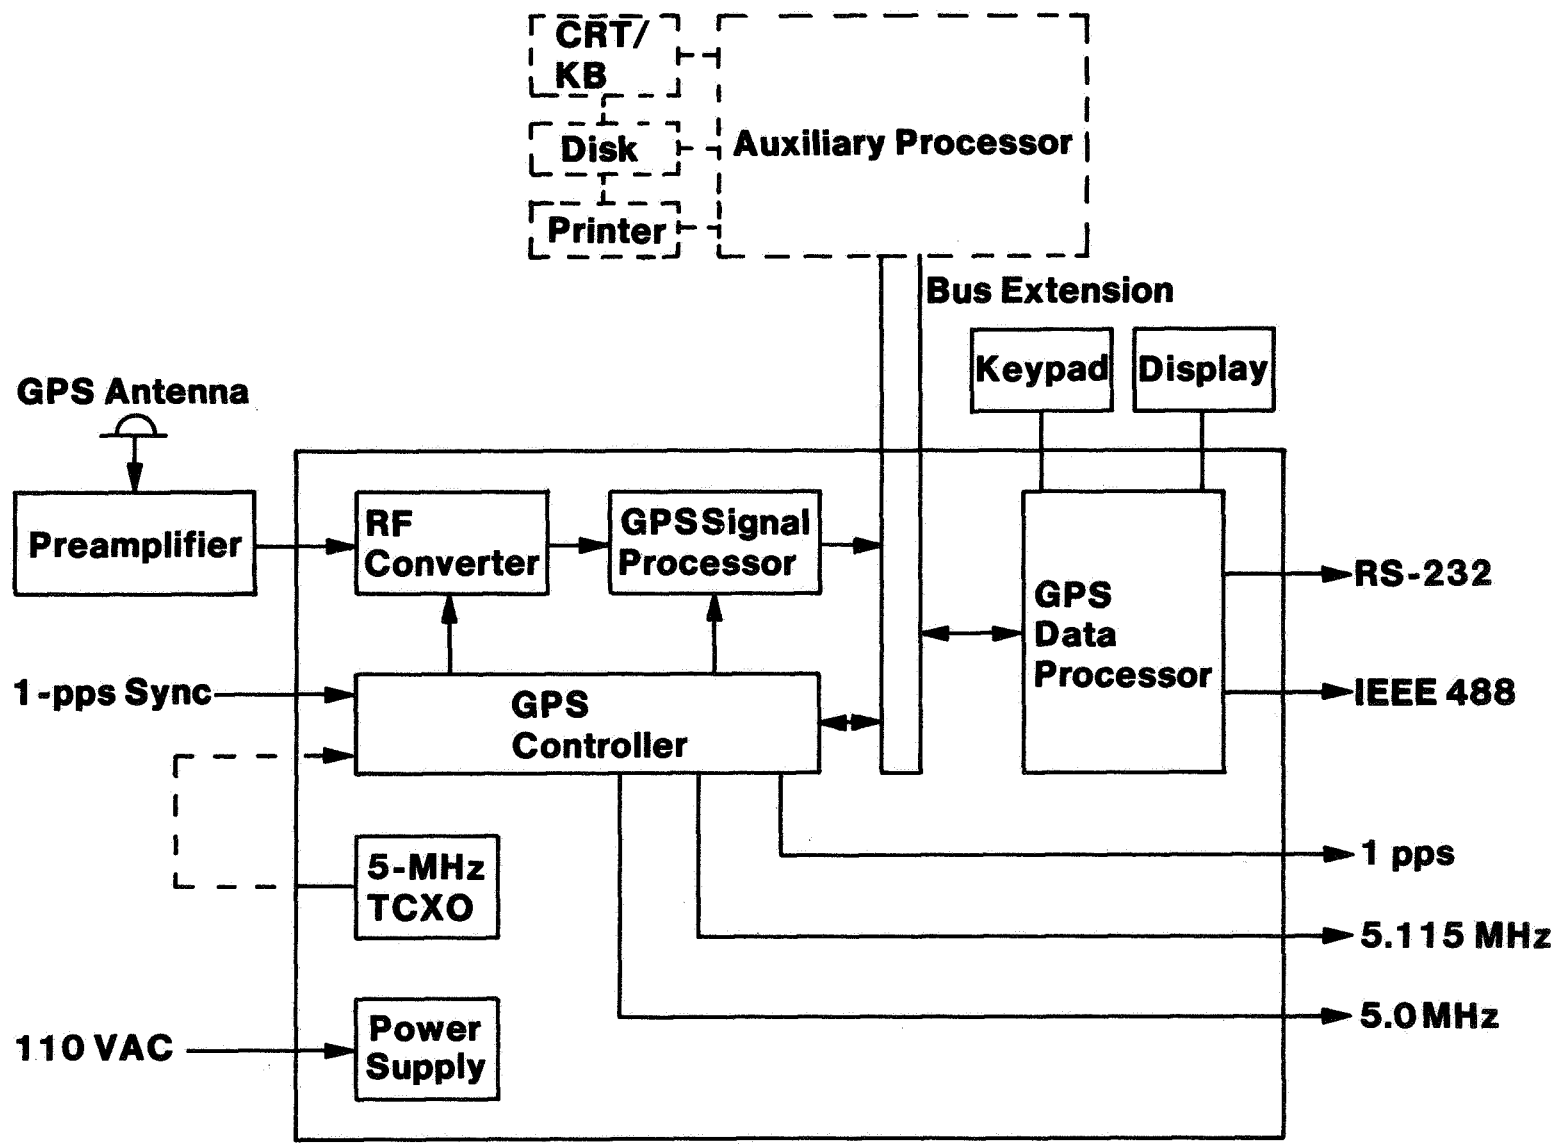 CRT/
KB
Disk
Printer
Auxiliary Processor
Bus Extension
Keypad
Display
GPS Antenna
Preamplifier
RF
Converter
GPS Signal
Processor
GPS
Data
Processor
RS-232
IEEE 488
1-pps Sync
GPS
Controller
5-MHz
TCXO
1 pps
5.115 MHz
5.0 MHz
110 VAC
Power
Supply